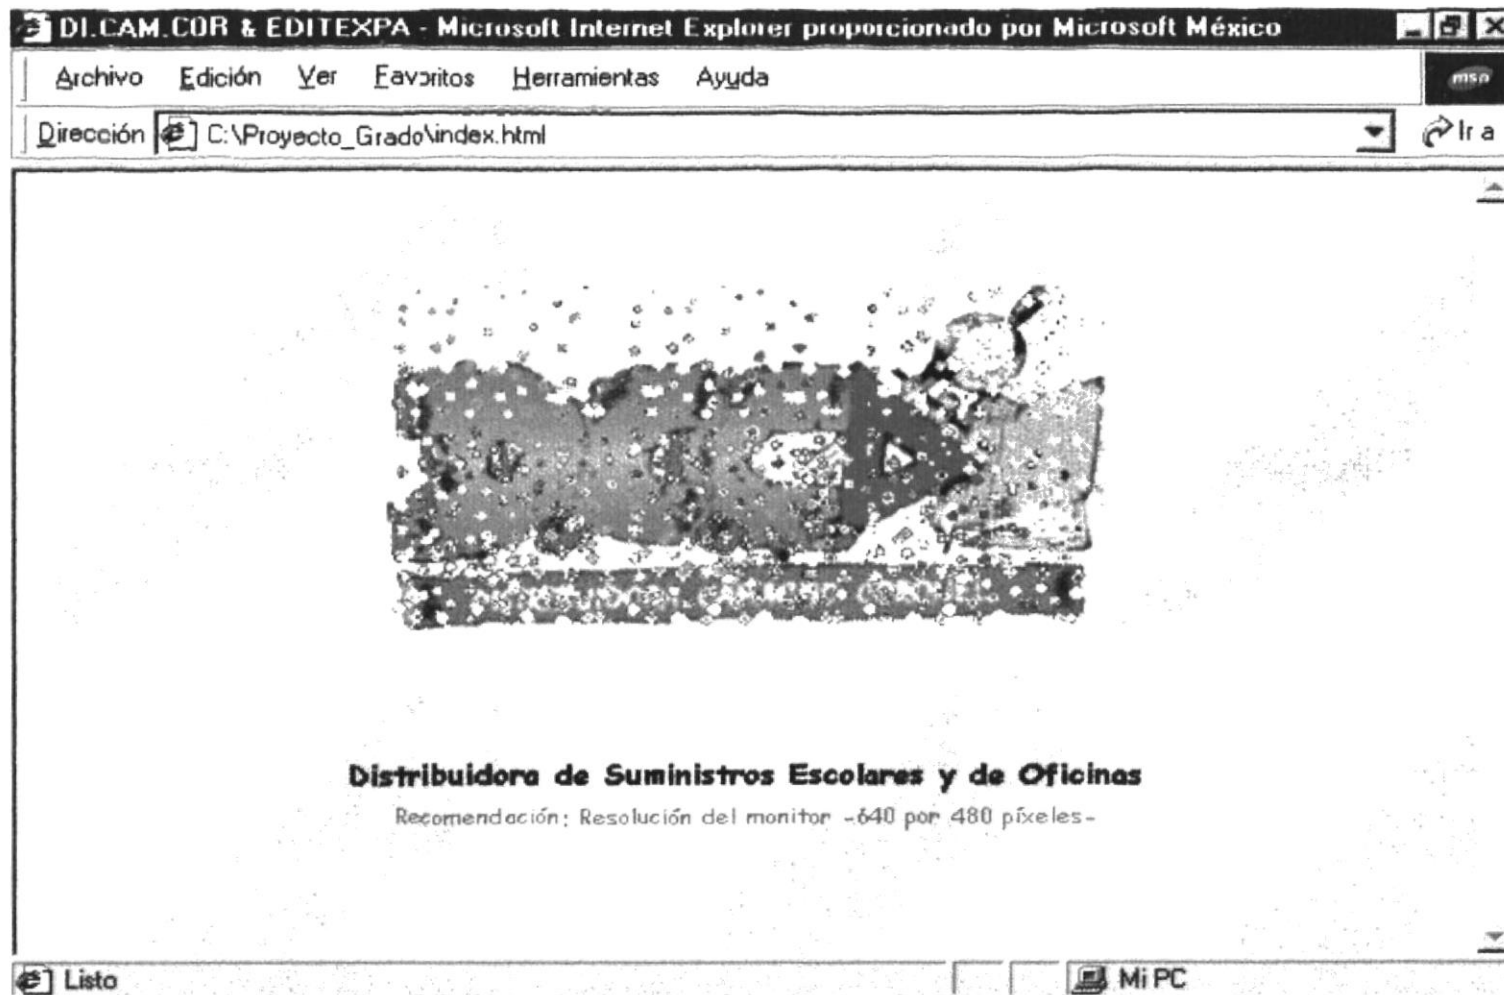 DI.CAM.COR & EDITEXPA - Microsoft Internet Explorer proporcionado por Microsoft México
Archivo Edición Ver Favoritos Herramientas Ayuda
msn
Dirección C:\Proyecto_Grado\index.html Ir a
Distribuidora de Suministros Escolares y de Oficinas
Recomendación: Resolución del monitor -640 por 480 píxeles-
Listo Mi PC